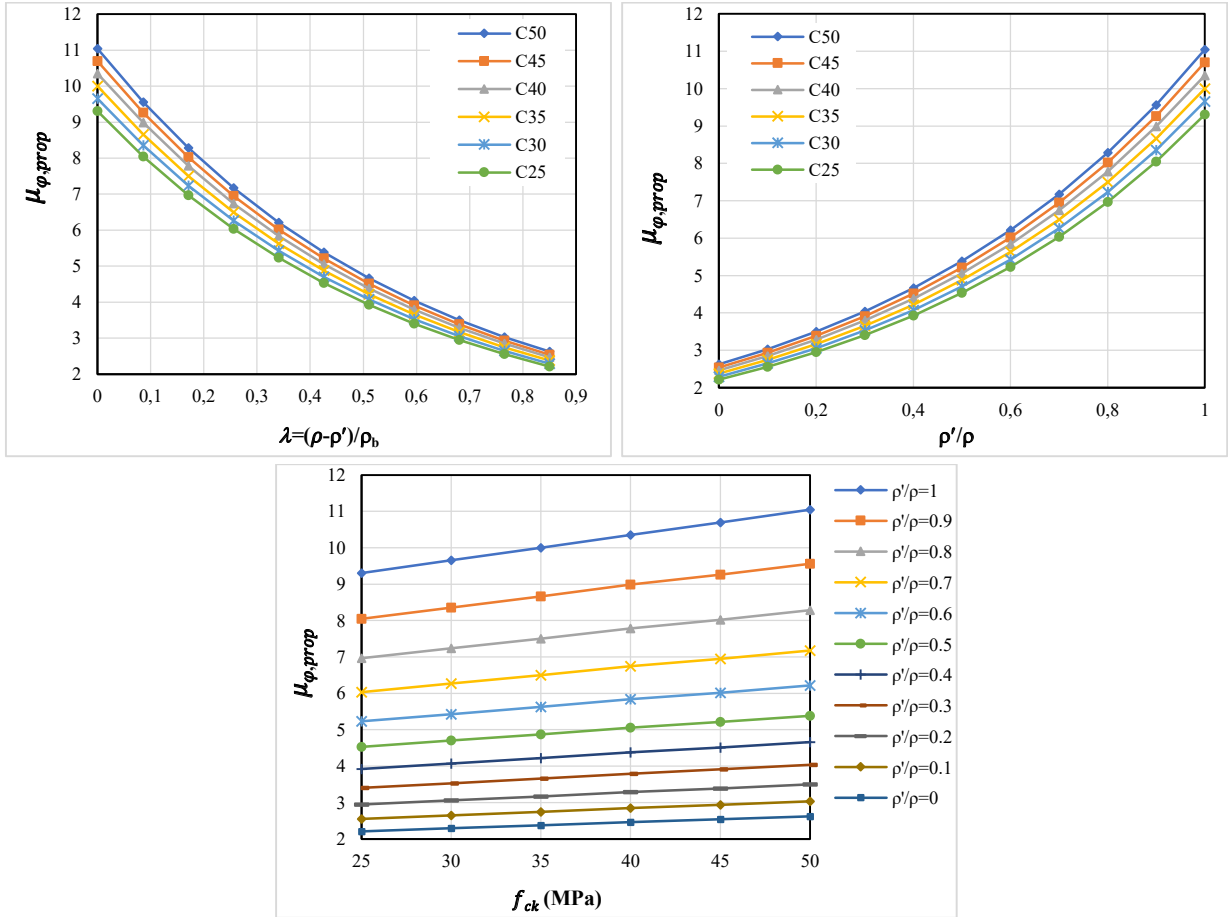 12
11
10
9
8
7
6
5
4
3
2
μφ,prop
0 0,1 0,2 0,3 0,4 0,5 0,6 0,7 0,8 0,9
λ=(ρ-ρ′)/ρb
C50
C45
C40
C35
C30
C25
12
11
10
9
8
7
6
5
4
3
2
μφ,prop
0 0,2 0,4 0,6 0,8 1
ρ′/ρ
C50
C45
C40
C35
C30
C25
12
11
10
9
8
7
6
5
4
3
2
μφ,prop
25 30 35 40 45 50
fck (MPa)
ρ'/ρ=1
ρ'/ρ=0.9
ρ'/ρ=0.8
ρ'/ρ=0.7
ρ'/ρ=0.6
ρ'/ρ=0.5
ρ'/ρ=0.4
ρ'/ρ=0.3
ρ'/ρ=0.2
ρ'/ρ=0.1
ρ'/ρ=0